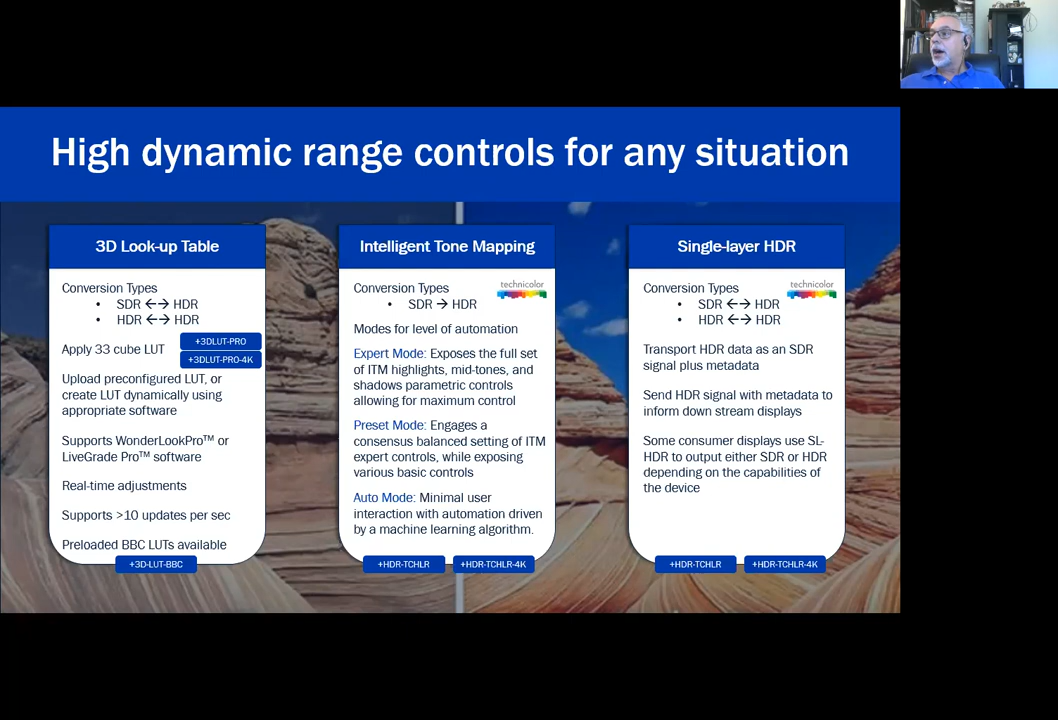 High dynamic range controls for any situation
3D Look-up Table
Conversion Types
• SDR ←→ HDR
• HDR ←→ HDR
Apply 33 cube LUT
+3DLUT-PRO
+3DLUT-PRO-4K
Upload preconfigured LUT, or
create LUT dynamically using
appropriate software
Supports WonderLookPro™ or
LiveGrade Pro™ software
Real-time adjustments
Supports >10 updates per sec
Preloaded BBC LUTs available
+3D-LUT-BBC
Intelligent Tone Mapping
technicolor
Conversion Types
• SDR → HDR
Modes for level of automation
Expert Mode: Exposes the full set
of ITM highlights, mid-tones, and
shadows parametric controls
allowing for maximum control
Preset Mode: Engages a
consensus balanced setting of ITM
expert controls, while exposing
various basic controls
Auto Mode: Minimal user
interaction with automation driven
by a machine learning algorithm.
+HDR-TCHLR
+HDR-TCHLR-4K
Single-layer HDR
technicolor
Conversion Types
• SDR ←→ HDR
• HDR ←→ HDR
Transport HDR data as an SDR
signal plus metadata
Send HDR signal with metadata to
inform down stream displays
Some consumer displays use SL-
HDR to output either SDR or HDR
depending on the capabilities of
the device
+HDR-TCHLR
+HDR-TCHLR-4K